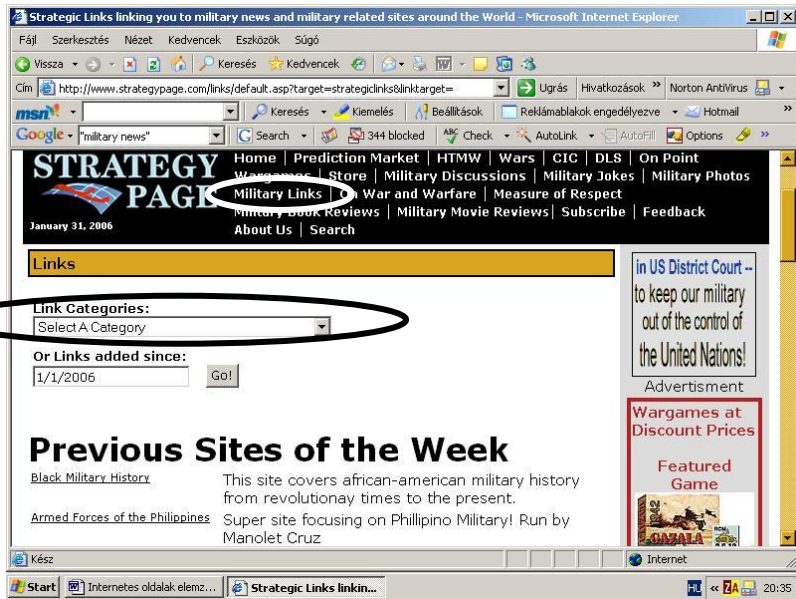 Strategic Links linking you to military news and military related sites around the World - Microsoft Internet Explorer
Fájl Szerkesztés Nézet Kedvencek Eszközök Súgó
Vissza Keresés Kedvencek
Cím http://www.strategypage.com/links/default.asp?target=strategiclinks&linktarget= Ugrás Hivatkozások » Norton AntiVirus
msn Keresés Kiemelés Beállítások Reklámablakok engedélyezve Hotmail »
Google "military news" Search 344 blocked Check AutoLink AutoFill Options »
STRATEGY PAGE
January 31, 2006
Home | Prediction Market | HTMW | Wars | CIC | DLS | On Point
Wargames | Store | Military Discussions | Military Jokes | Military Photos
Military Links | On War and Warfare | Measure of Respect
Military Book Reviews | Military Movie Reviews | Subscribe | Feedback
About Us | Search
Links
Link Categories:
Select A Category
Or Links added since:
1/1/2006 Go!
Previous Sites of the Week
Black Military History This site covers african-american military history
from revolutionay times to the present.
Armed Forces of the Philippines Super site focusing on Phillipino Military! Run by
Manolet Cruz
in US District Court --
to keep our military
out of the control of
the United Nations!
Advertisment
Wargames at
Discount Prices
Featured
Game
GAZALA
Kész Internet
Start Internetes oldalak elemz... Strategic Links linkin... HU « ZA 20:35